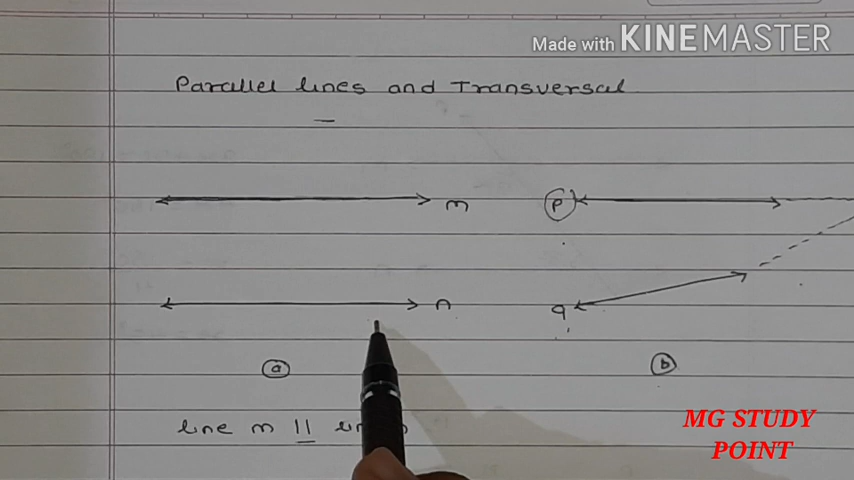 Made with KINEMASTER
Parallel lines and Transversal
m
P
n
q
a
b
line m ||
MG STUDY
POINT